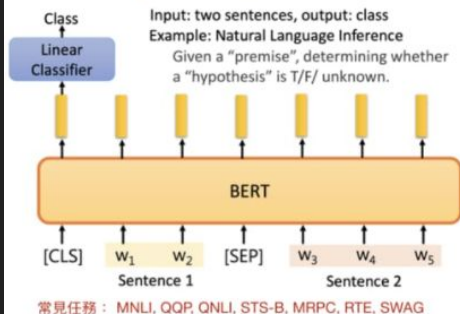 Class
Linear
Classifier
Input: two sentences, output: class
Example: Natural Language Inference
Given a “premise”, determining whether
a “hypothesis” is T/F/ unknown.
BERT
[CLS] w1 w2 [SEP] w3 w4 w5
Sentence 1 Sentence 2
常見任務： MNLI, QQP, QNLI, STS-B, MRPC, RTE, SWAG